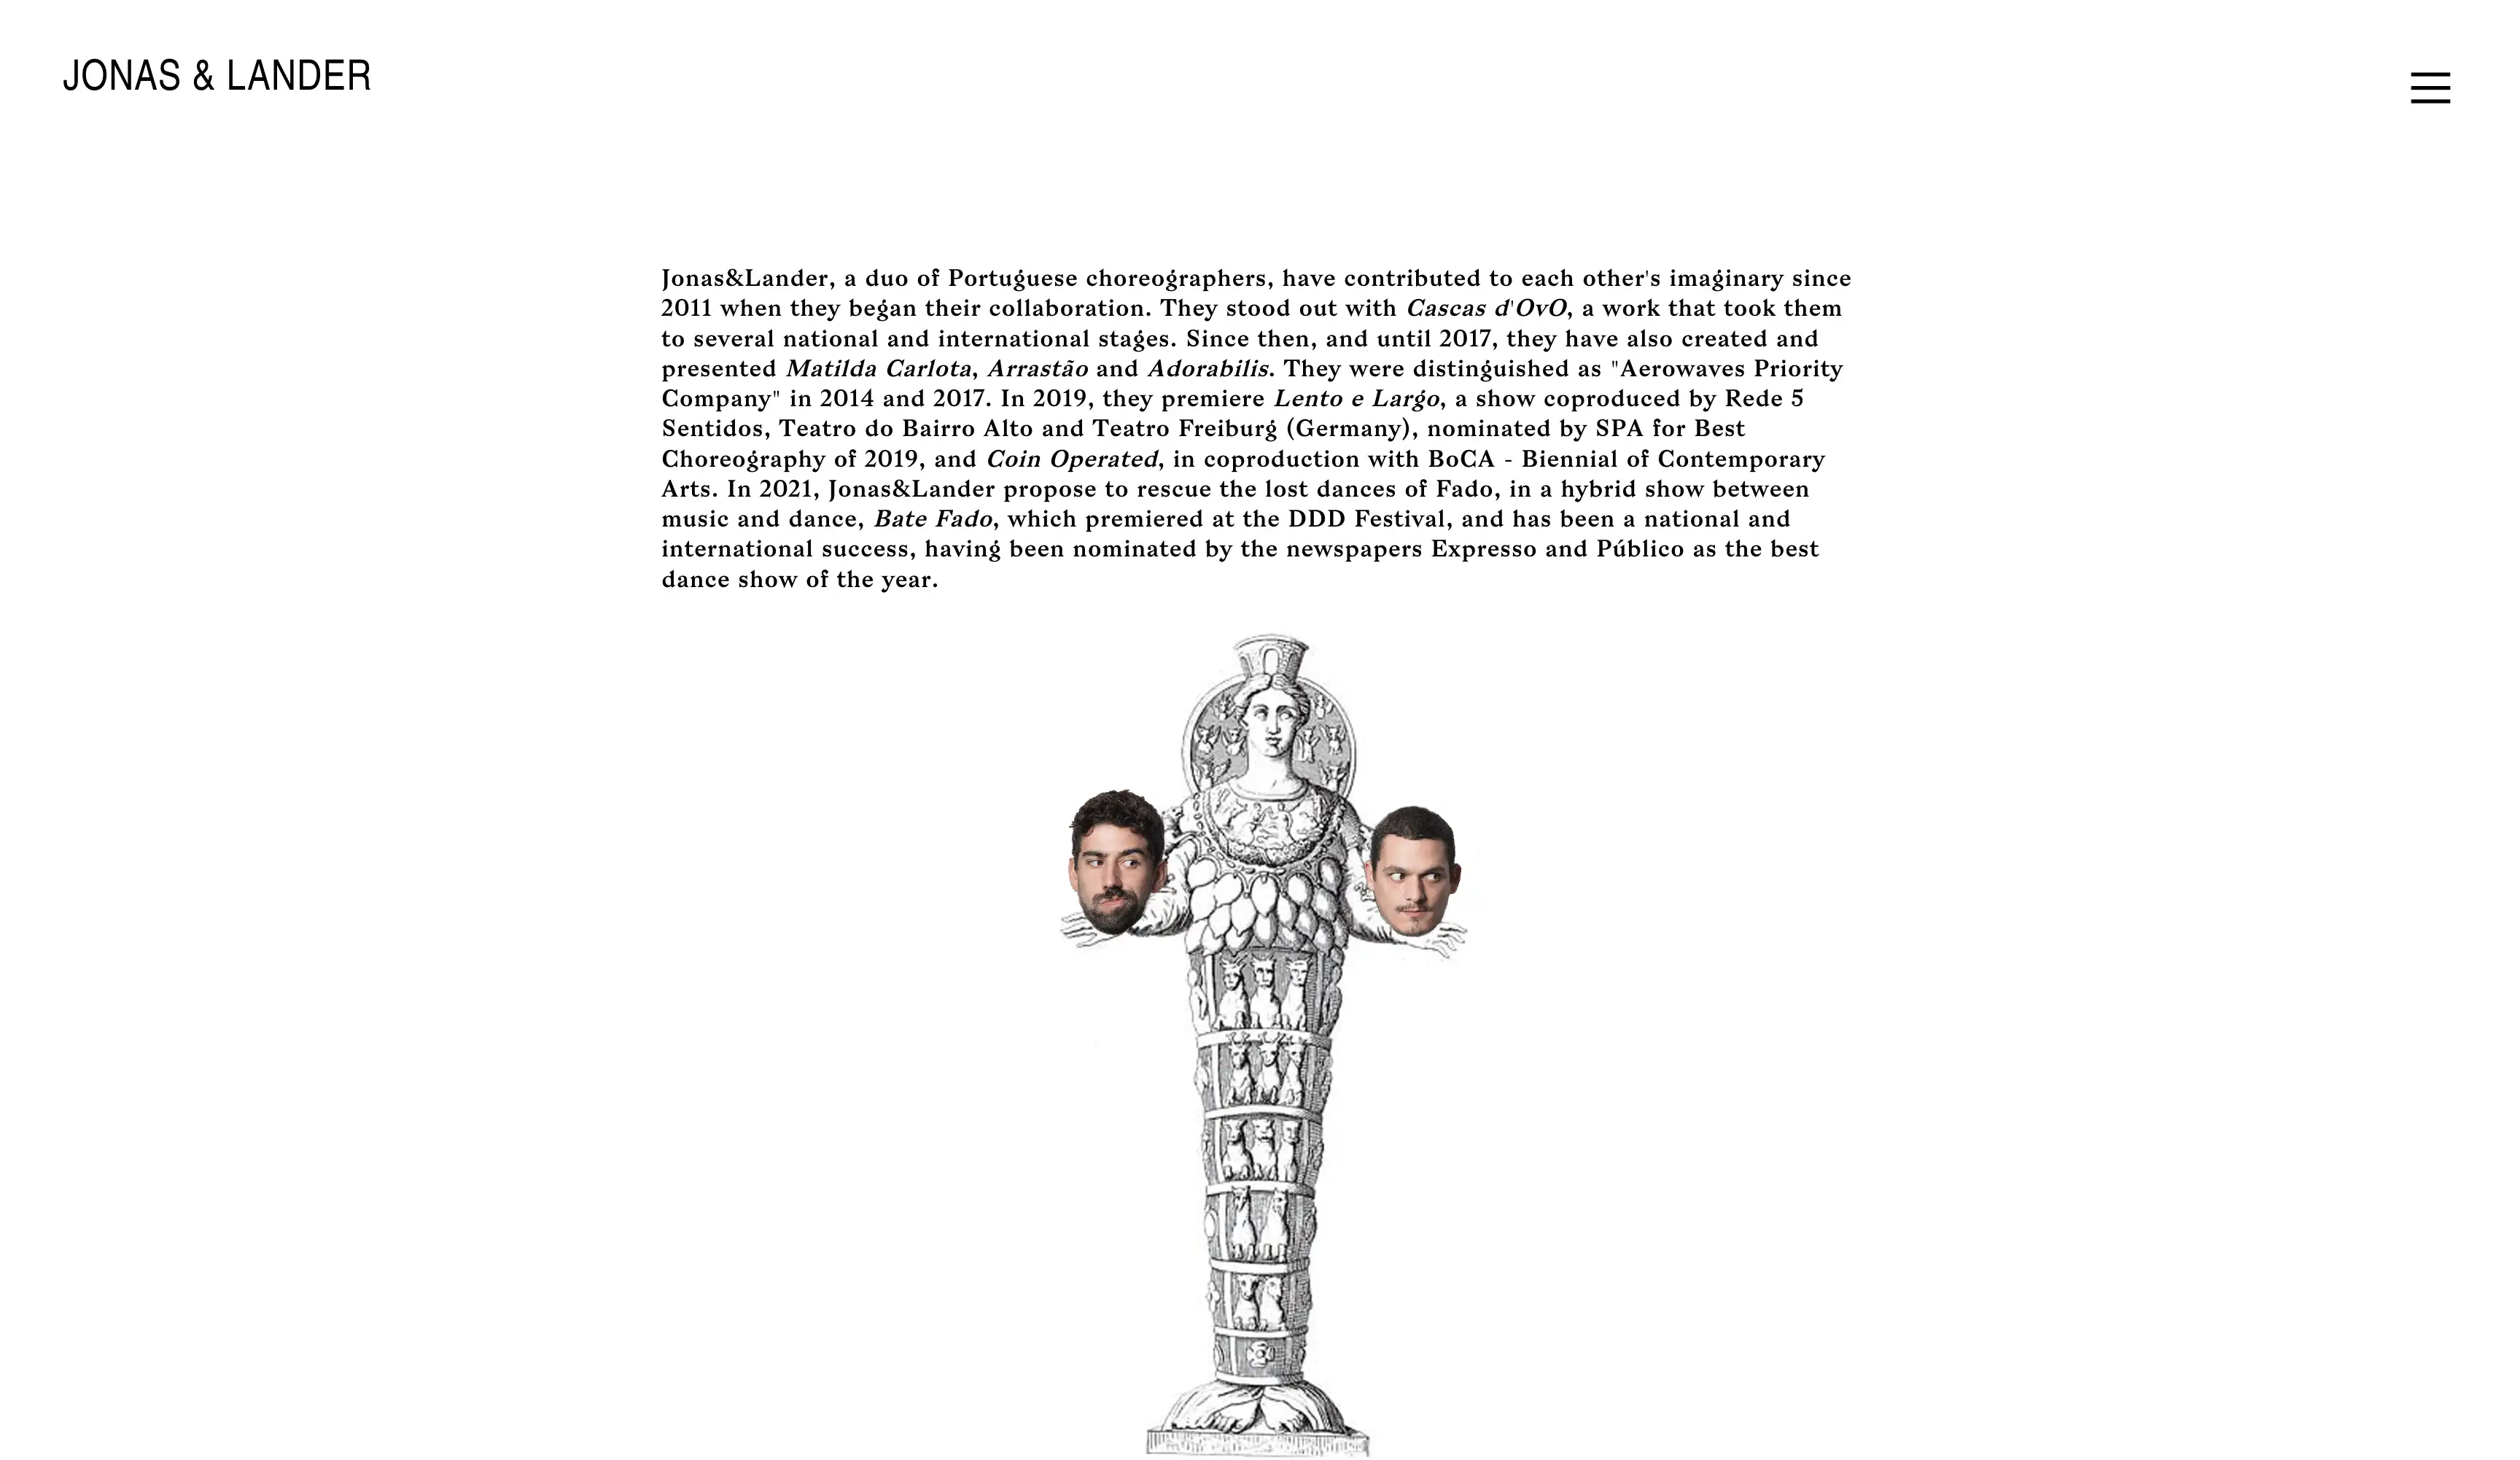 JONAS & LANDER
Jonas&Lander, a duo of Portuguese choreographers, have contributed to each other's imaginary since
2011 when they began their collaboration. They stood out with Cascas d'OvO, a work that took them
to several national and international stages. Since then, and until 2017, they have also created and
presented Matilda Carlota, Arrastão and Adorabilis. They were distinguished as "Aerowaves Priority
Company" in 2014 and 2017. In 2019, they premiere Lento e Largo, a show coproduced by Rede 5
Sentidos, Teatro do Bairro Alto and Teatro Freiburg (Germany), nominated by SPA for Best
Choreography of 2019, and Coin Operated, in coproduction with BoCA - Biennial of Contemporary
Arts. In 2021, Jonas&Lander propose to rescue the lost dances of Fado, in a hybrid show between
music and dance, Bate Fado, which premiered at the DDD Festival, and has been a national and
international success, having been nominated by the newspapers Expresso and Público as the best
dance show of the year.